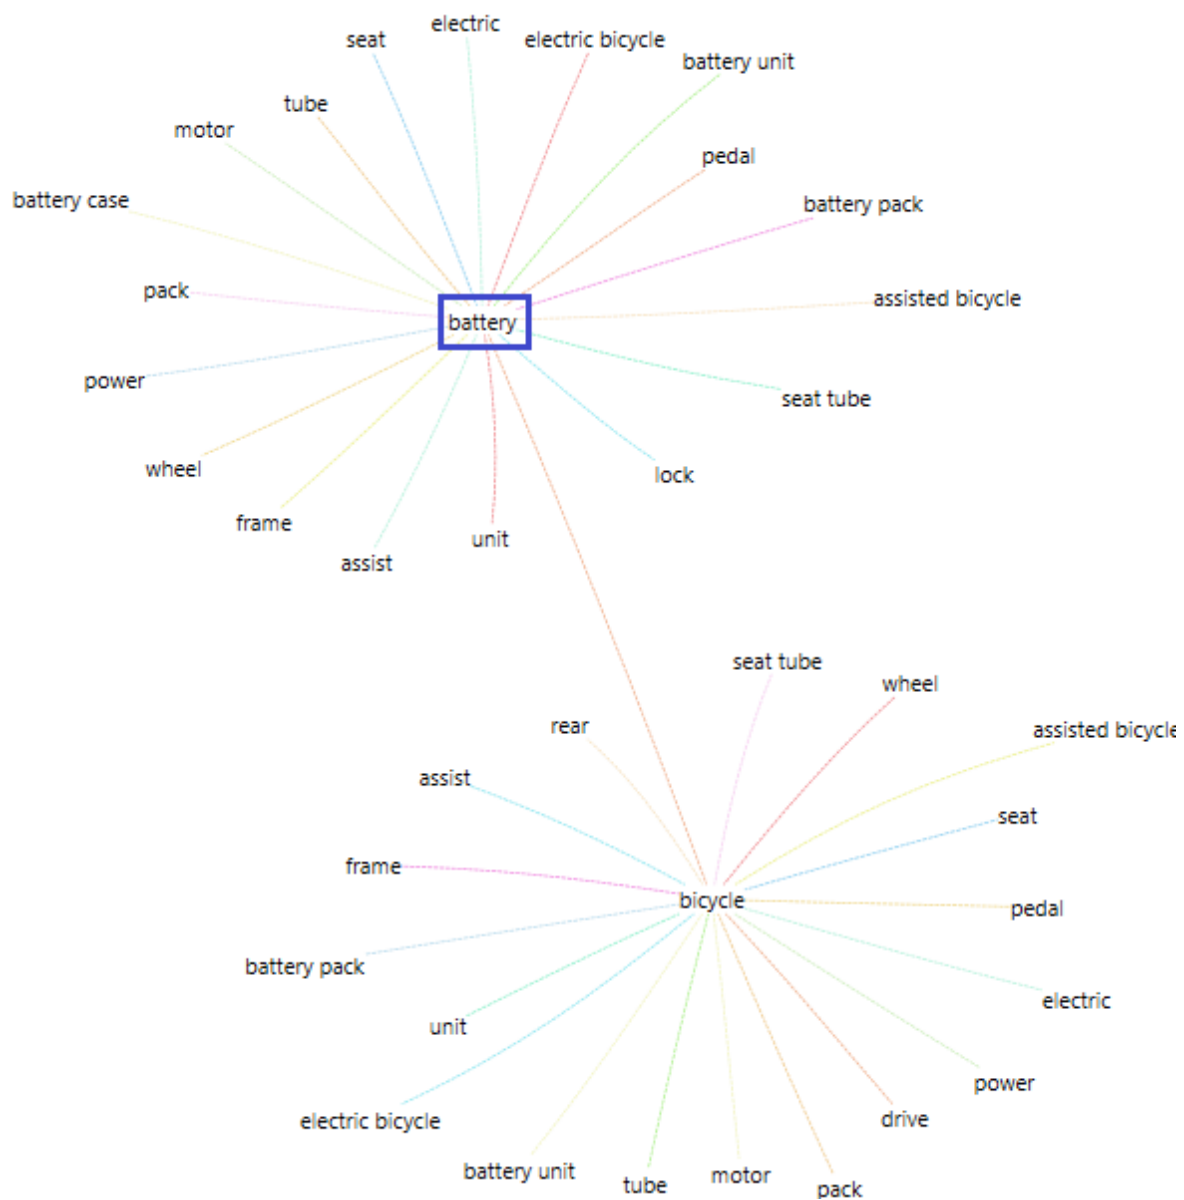 electric
seat
electric bicycle
battery unit
tube
motor
pedal
battery case
battery pack
pack
assisted bicycle
battery
power
seat tube
wheel
lock
frame
unit
assist
seat tube
wheel
rear
assisted bicycle
assist
seat
frame
bicycle
pedal
battery pack
electric
unit
power
electric bicycle
drive
battery unit
motor
tube
pack